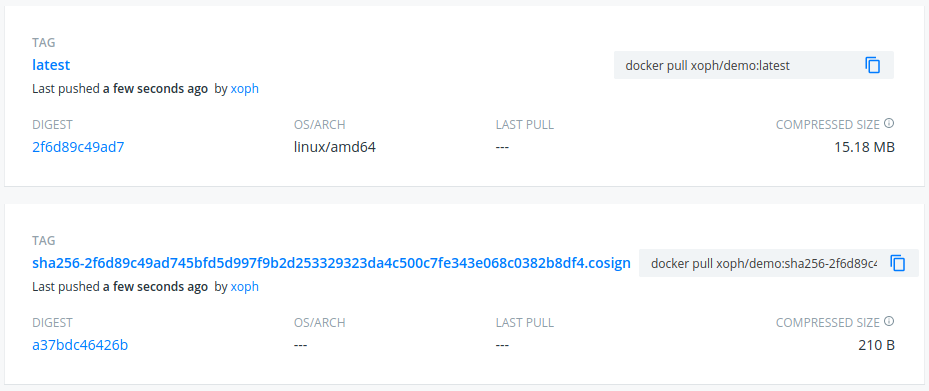 TAG
latest
docker pull xoph/demo:latest
Last pushed a few seconds ago by xoph
DIGEST OS/ARCH LAST PULL COMPRESSED SIZE
2f6d89c49ad7 linux/amd64 --- 15.18 MB
TAG
sha256-2f6d89c49ad745bfd5d997f9b2d253329323da4c500c7fe343e068c0382b8df4.cosign
docker pull xoph/demo:sha256-2f6d89c4
Last pushed a few seconds ago by xoph
DIGEST OS/ARCH LAST PULL COMPRESSED SIZE
a37bdc46426b --- --- 210 B